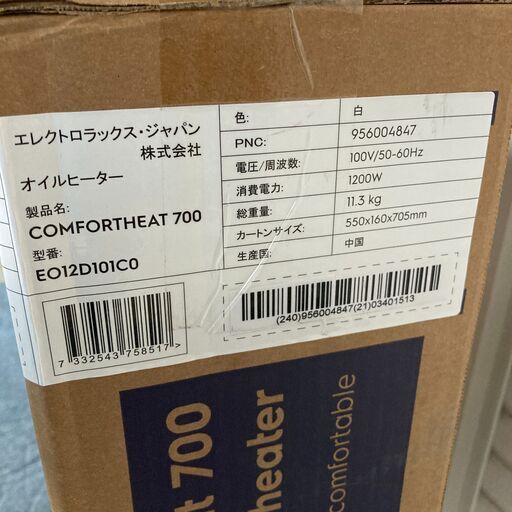 エレクトロラックス・ジャパン
株式会社
オイルヒーター
製品名:
COMFORTHEAT 700
型番:
EO12D101C0
7 332543 758517 >
色: 白
PNC: 956004847
電圧/周波数: 100V/50-60Hz
消費電力: 1200W
総重量: 11.3 kg
カートンサイズ: 550x160x705mm
生産国: 中国
(240)956004847(21)03401513
t 700
heater
comfortable